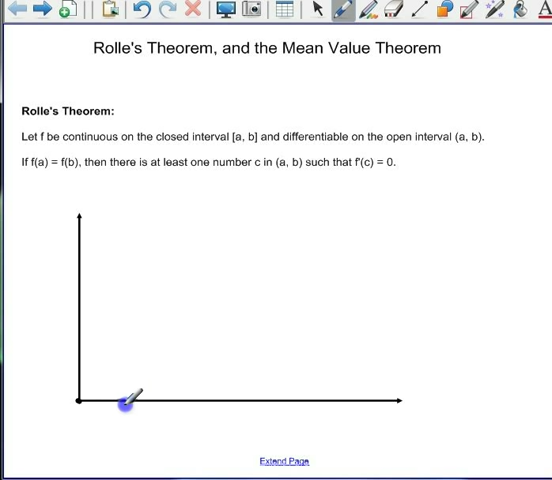 Rolle's Theorem, and the Mean Value Theorem
Rolle's Theorem:
Let f be continuous on the closed interval [a, b] and differentiable on the open interval (a, b).
If f(a) = f(b), then there is at least one number c in (a, b) such that f'(c) = 0.
Extend Page